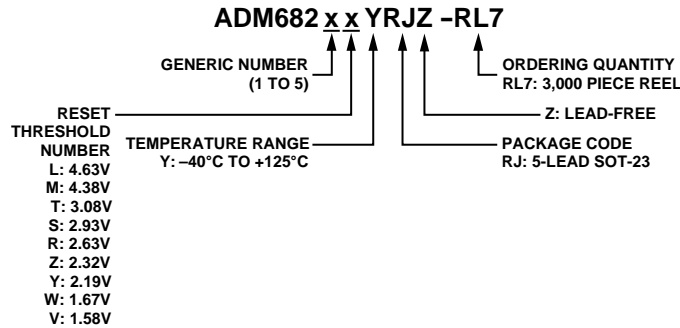 ADM682 x x YRJZ –RL7
GENERIC NUMBER
(1 TO 5)
ORDERING QUANTITY
RL7: 3,000 PIECE REEL
RESET
THRESHOLD
NUMBER
L: 4.63V
M: 4.38V
T: 3.08V
S: 2.93V
R: 2.63V
Z: 2.32V
Y: 2.19V
W: 1.67V
V: 1.58V
Z: LEAD-FREE
TEMPERATURE RANGE
Y: –40°C TO +125°C
PACKAGE CODE
RJ: 5-LEAD SOT-23